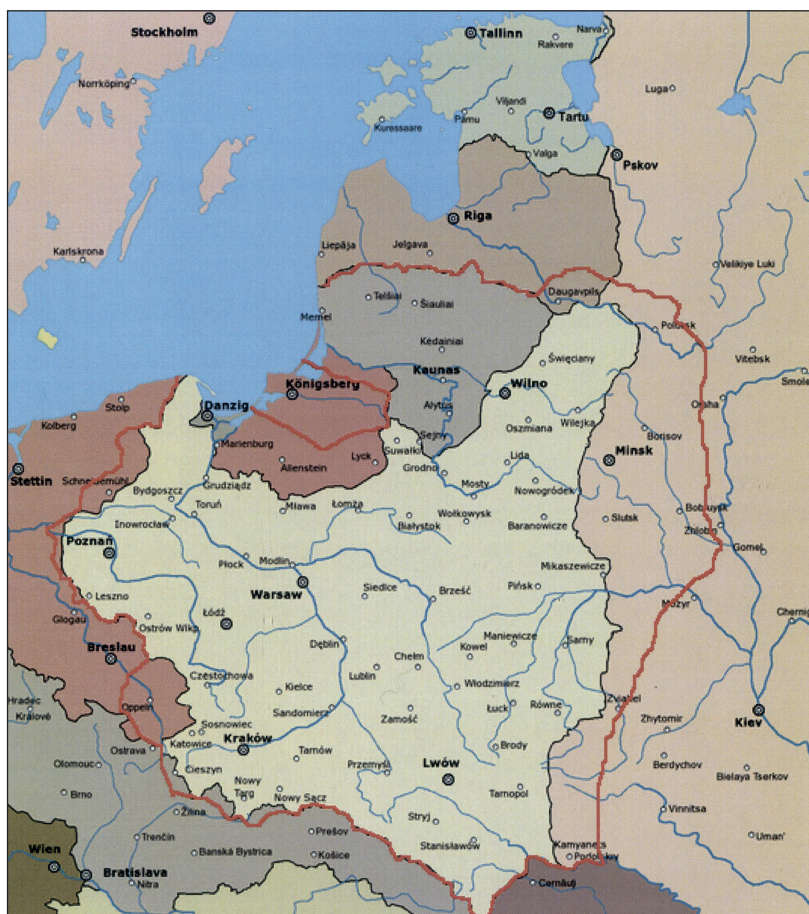 Stockholm
Tallinn
Narva
Rakvere
Norrköping
Luga
Viljandi
Pärnu
Tartu
Kuressaare
Valga
Pskov
Riga
Karlskrona
Liepāja
Jelgava
Velikiye Luki
Daugavpils
Telšiai
Šiauliai
Memel
Polotsk
Kėdainiai
Vitebsk
Święciany
Kaunas
Königsberg
Wilno
Stolp
Danzig
Alytus
Orsha
Kolberg
Oszmiana
Wilejka
Marienburg
Sejny
Suwałki
Borisov
Allenstein
Lyck
Lida
Minsk
Stettin
Grodno
Schneidemühl
Grudziądz
Mosty
Nowogródek
Bydgoszcz
Toruń
Mława
Łomża
Bobruysk
Inowrocław
Białystok
Wołkowysk
Baranowicze
Slutsk
Zhlobin
Poznań
Gomel
Płock
Modlin
Mikaszewicze
Leszno
Warsaw
Siedlce
Brześć
Pińsk
Mozyr
Glogau
Ostrów Wlkp
Łódź
Dęblin
Maniewicze
Sarny
Breslau
Kowel
Chełm
Częstochowa
Lublin
Kielce
Włodzimierz
Oppeln
Hradec
Králové
Sandomierz
Zamość
Łuck
Równe
Zviahel
Kiev
Sosnowiec
Katowice
Zhytomir
Ostrava
Kraków
Tarnów
Brody
Olomouc
Cieszyn
Przemyśl
Lwów
Berdychov
Bielaya Tserkov
Brno
Nowy
Targ
Nowy Sącz
Tarnopol
Žilina
Stryj
Vinnitsa
Trenčín
Prešov
Stanisławów
Uman'
Wien
Banská Bystrica
Košice
Kamyanets
Podolskiy
Bratislava
Nitra
Cernăuți